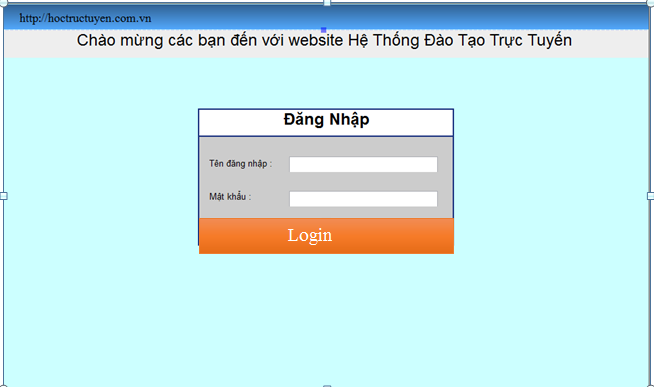 http://hoctructuyen.com.vn
Chào mừng các bạn đến với website Hệ Thống Đào Tạo Trực Tuyến
Đăng Nhập
Tên đăng nhập :
Mật khẩu :
Login